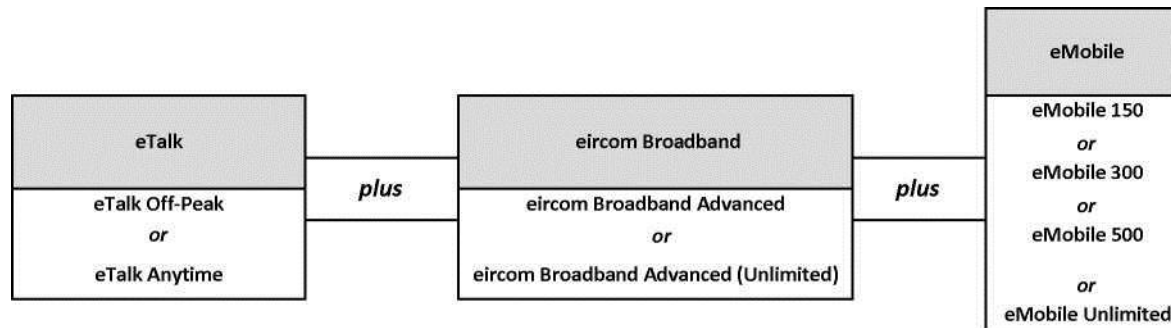 eTalk
eTalk Off-Peak
or
eTalk Anytime
plus
eircom Broadband
eircom Broadband Advanced
or
eircom Broadband Advanced (Unlimited)
plus
eMobile
eMobile 150
or
eMobile 300
or
eMobile 500
or
eMobile Unlimited